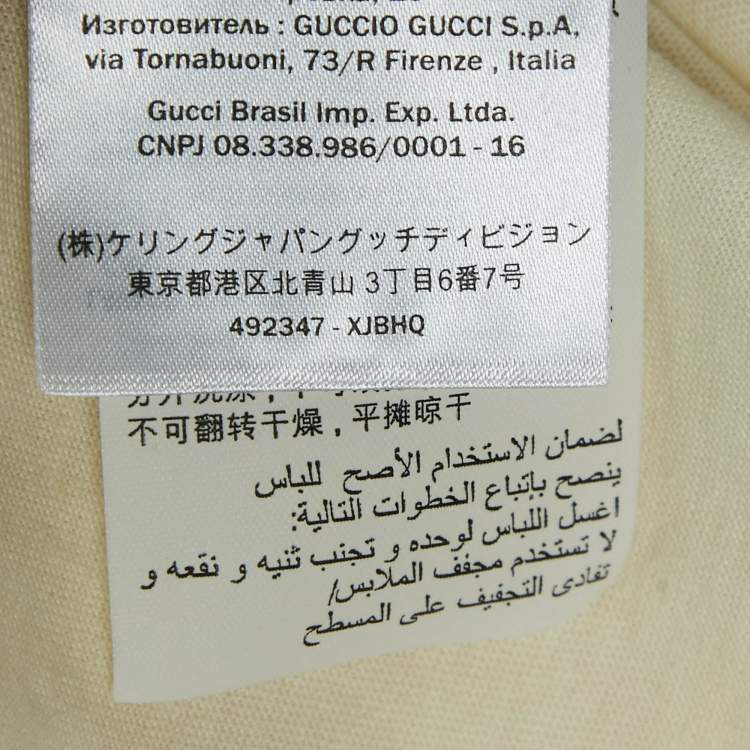 Изготовитель : GUCCIO GUCCI S.p.A,
via Tornabuoni, 73/R Firenze , Italia
Gucci Brasil Imp. Exp. Ltda.
CNPJ 08.338.986/0001 - 16
(株)ケリングジャパングッチディビジョン
東京都港区北青山 3丁目6番7号
492347 - XJBHQ
不可翻转干燥 , 平摊晾干
لضمان الاستخدام الأصح للباس
ينصح بإتباع الخطوات التالية:
اغسل اللباس لوحده و تجنب ثنيه و نقعه و
لا تستخدم مجفف الملابس/
تفادى التجفيف على المسطح